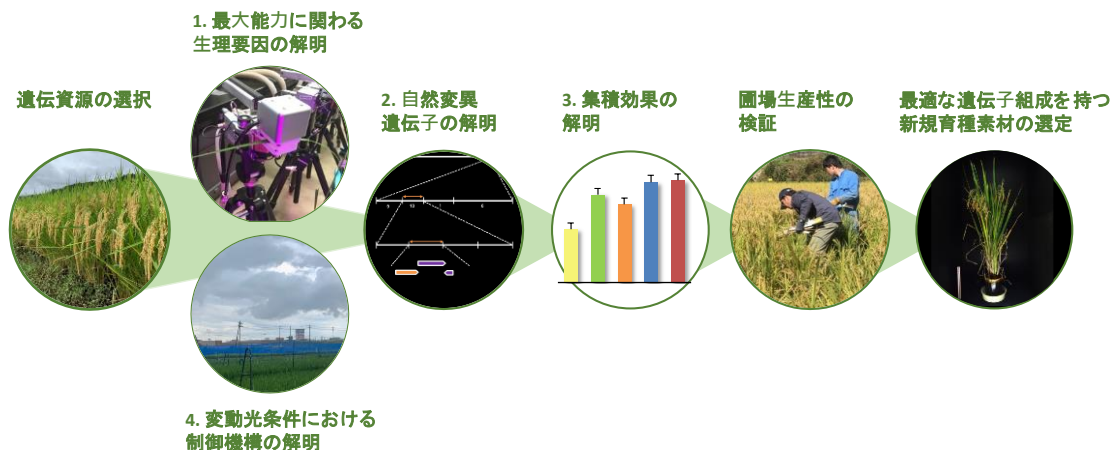 1. 最大能力に関わる
生理要因の解明
遺伝資源の選択
2. 自然変異
遺伝子の解明
3. 集積効果の
解明
圃場生産性の
検証
最適な遺伝子組成を持つ
新規育種素材の選定
4. 変動光条件における
制御機構の解明